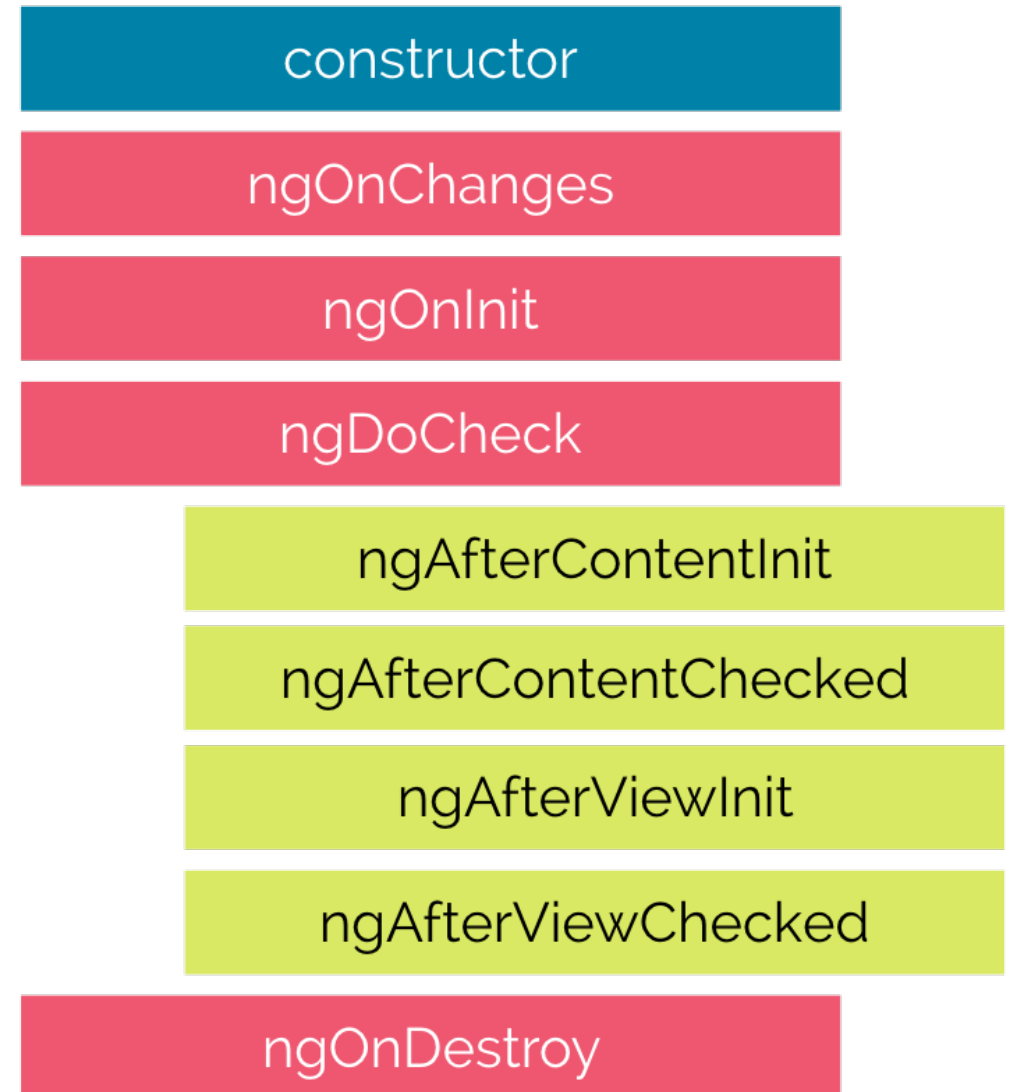 constructor
ngOnChanges
ngOnInit
ngDoCheck
ngAfterContentInit
ngAfterContentChecked
ngAfterViewInit
ngAfterViewChecked
ngOnDestroy